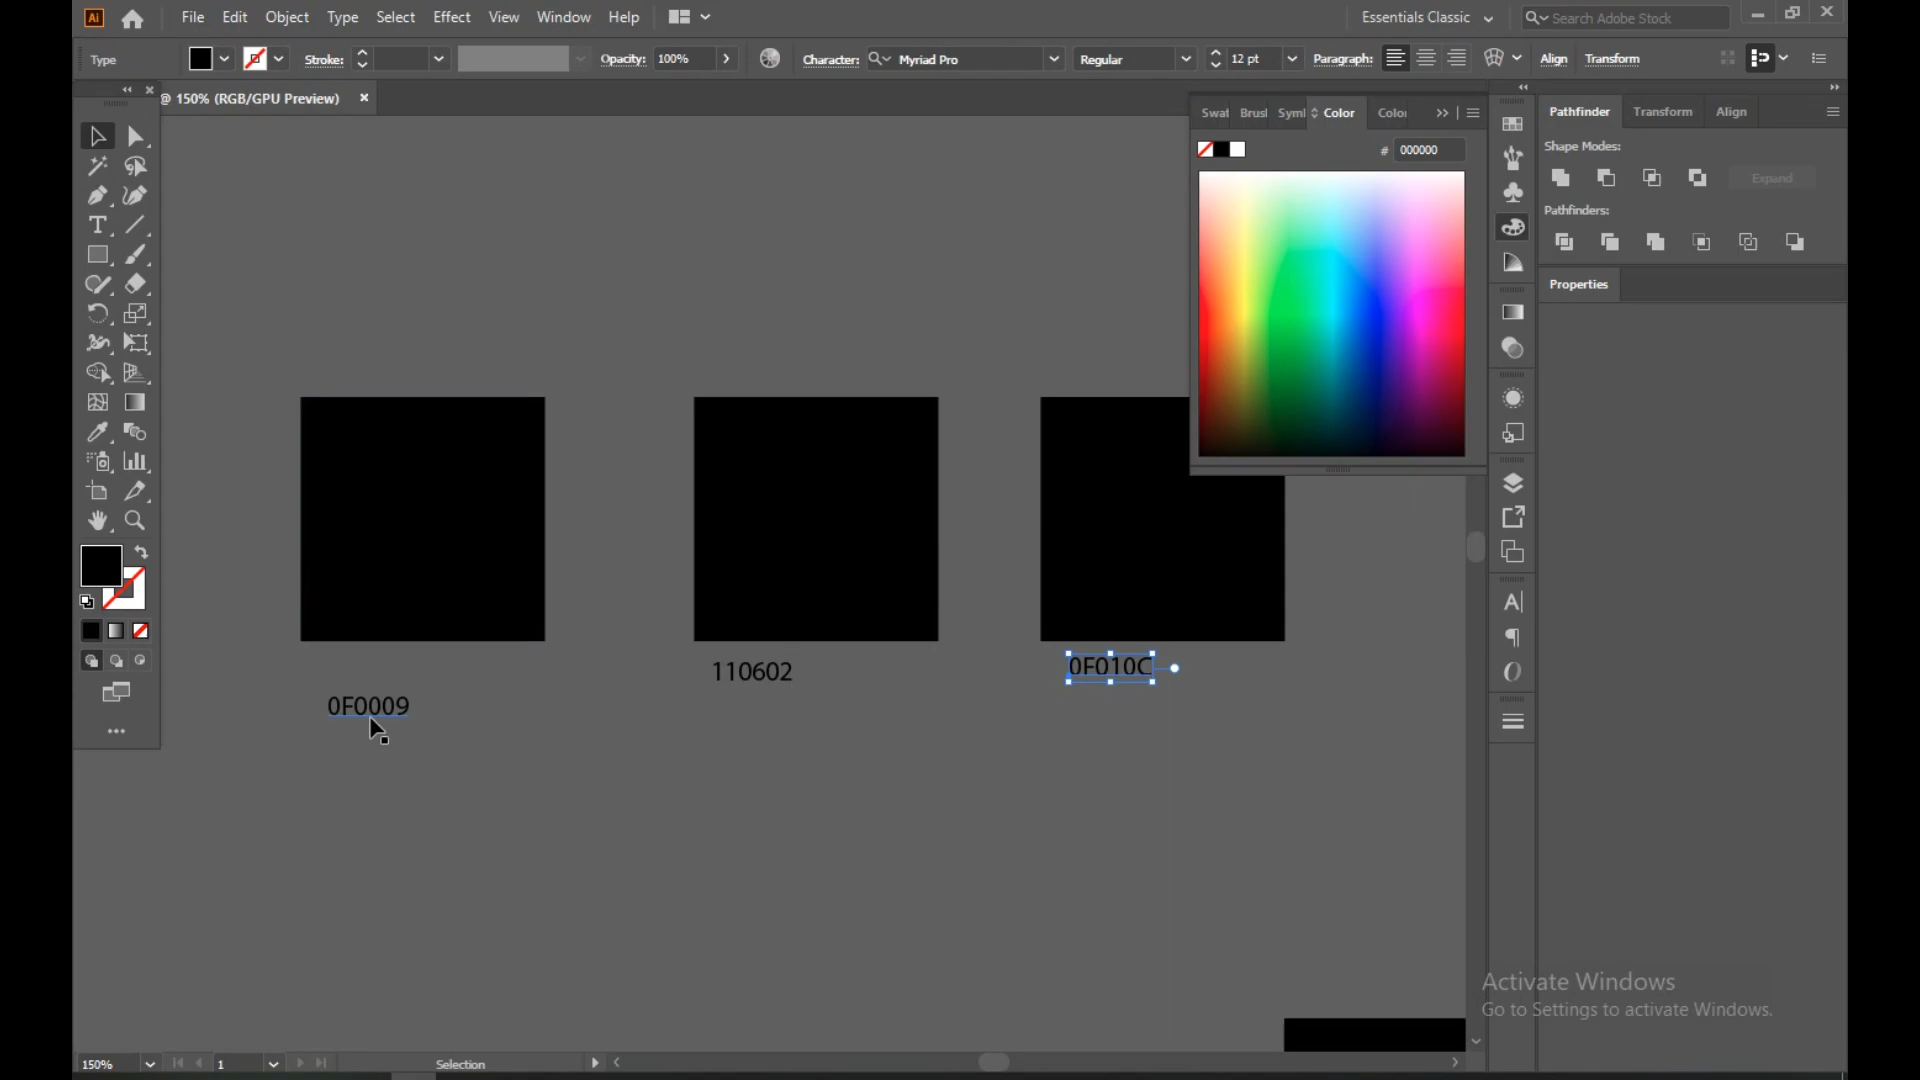 Ai File Edit Object Type Select Effect View Window Help
Essentials Classic Search Adobe Stock
Type Stroke: Opacity: 100% Character: Myriad Pro Regular 12 pt Paragraph: Align Transform
@ 150% (RGB/GPU Preview)
Swat Brusl Symb Color Color
# 000000
Pathfinder Transform Align
Shape Modes:
Expand
Pathfinders:
Properties
110602
0F010C
0F0009
Activate Windows
Go to Settings to activate Windows.
150% 1 Selection